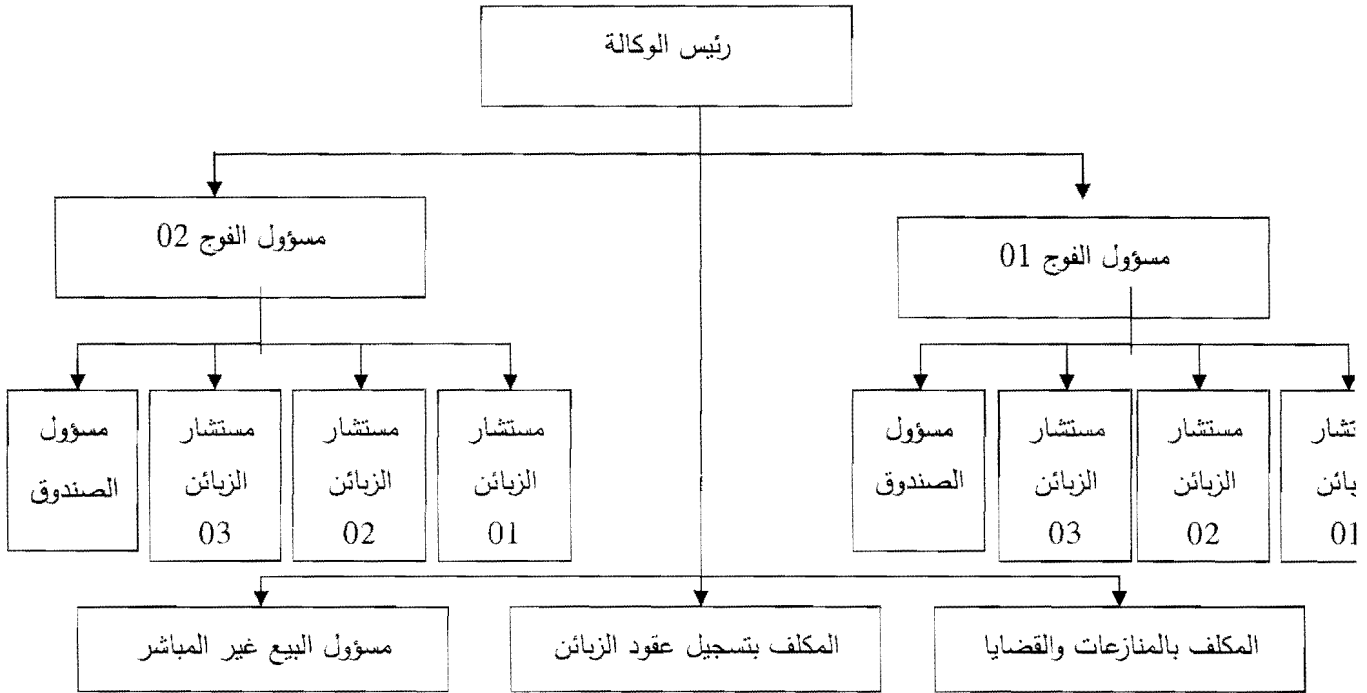 رئيس الوكالة
مسؤول الفوج 01
مسؤول الفوج 02
تشار
بائن
01
مستشار
الزبائن
02
مستشار
الزبائن
03
مسؤول
الصندوق
مستشار
الزبائن
01
مستشار
الزبائن
02
مستشار
الزبائن
03
مسؤول
الصندوق
المكلف بالمنازعات والقضايا
المكلف بتسجيل عقود الزبائن
مسؤول البيع غير المباشر